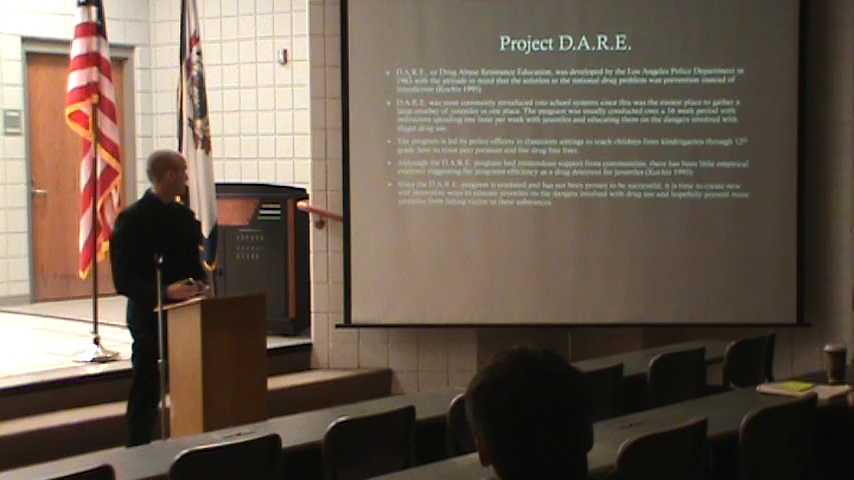 Project D.A.R.E.
D.A.R.E., or Drug Abuse Resistance Education, was developed by the Los Angeles Police Department in
1983 with the attitude in mind that the solution to the national drug problem was prevention instead of
interdiction (Kochis 1995).
D.A.R.E. was most commonly introduced into school systems since this was the easiest place to gather a
large number of juveniles in one place. The program was usually conducted over a 16 week period with
instructors spending one hour per week with juveniles and educating them on the dangers involved with
illegal drug use.
The program is led by police officers in classroom settings to teach children from kindergarten through 12th
grade how to resist peer pressure and live drug free lives.
Although the D.A.R.E. program had tremendous support from communities, there has been little empirical
evidence suggesting the programs efficiency as a drug deterrent for juveniles (Kochis 1995).
Since the D.A.R.E. program is outdated and has not been proven to be successful, it is time to create new
and innovative ways to educate juveniles on the dangers involved with drug use and hopefully prevent more
juveniles from falling victim to these substances.